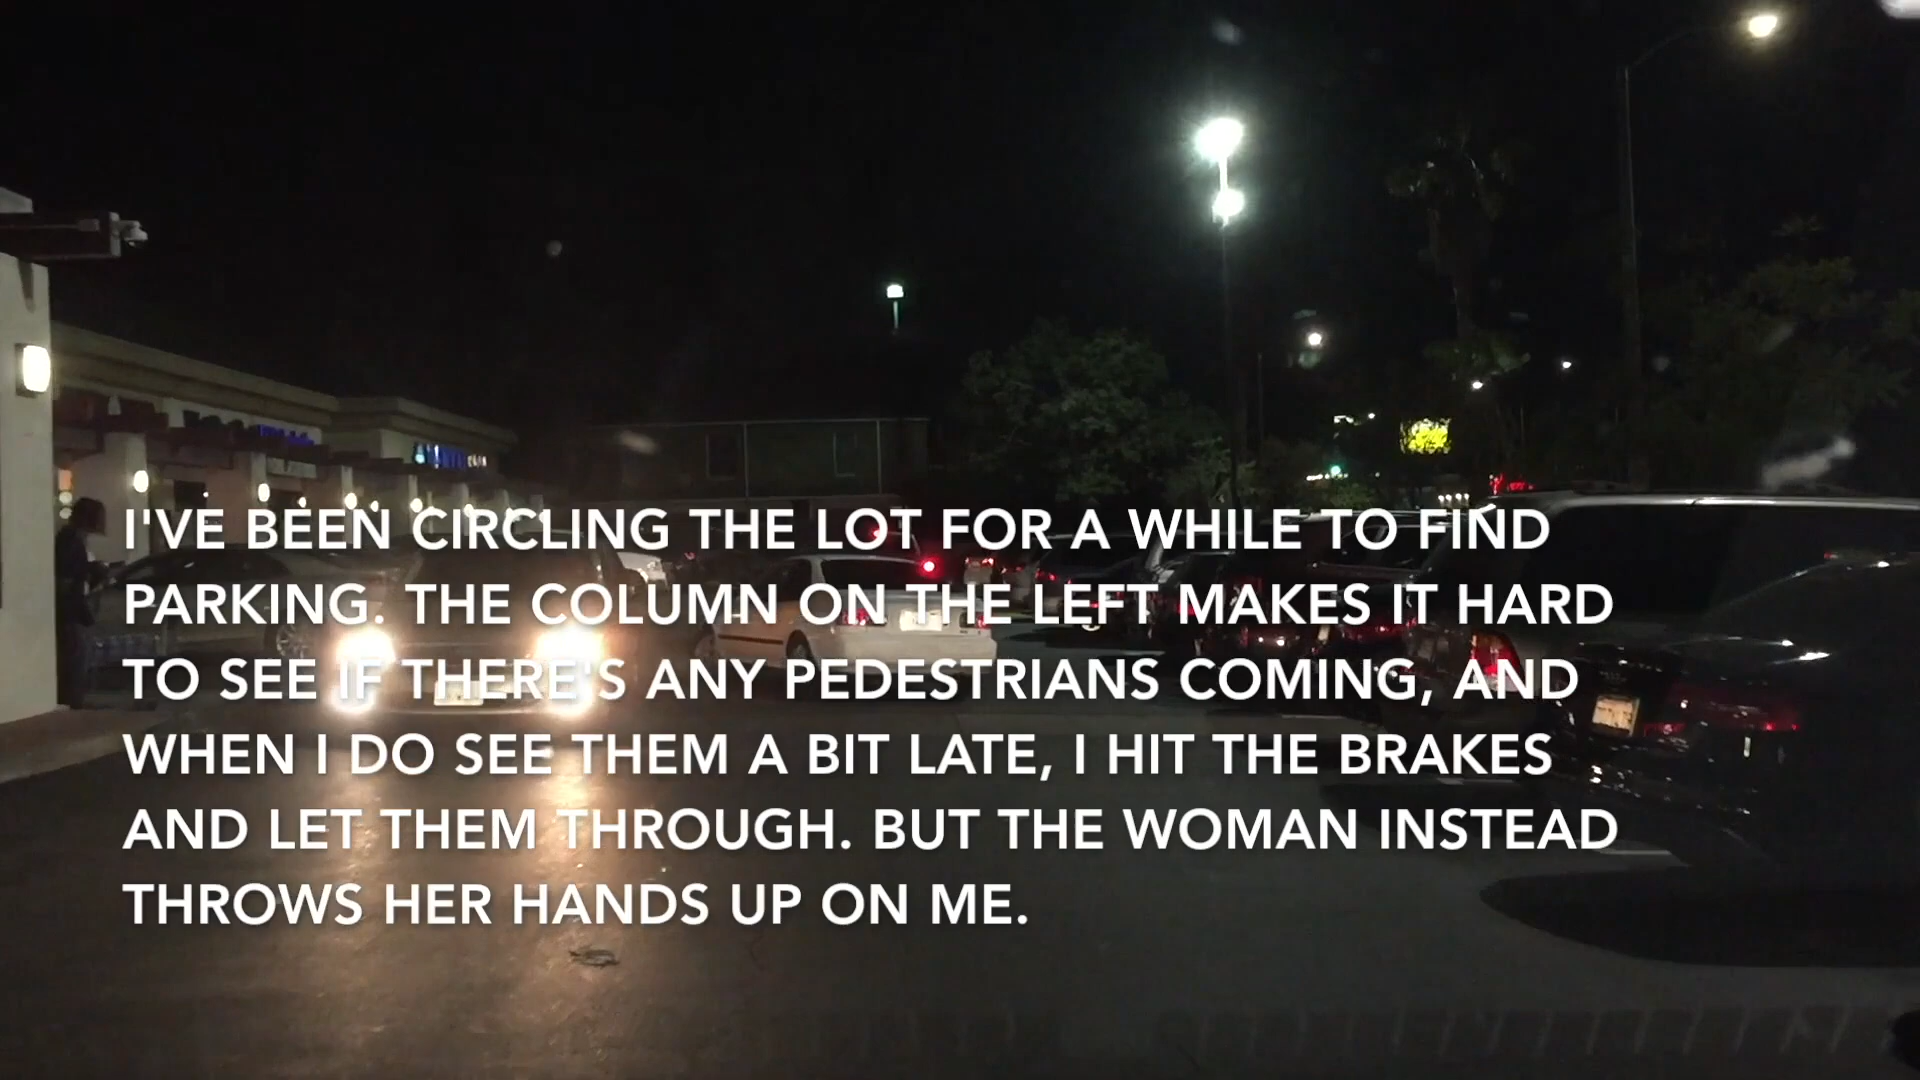 I'VE BEEN CIRCLING THE LOT FOR A WHILE TO FIND
PARKING. THE COLUMN ON THE LEFT MAKES IT HARD
TO SEE IF THERE'S ANY PEDESTRIANS COMING, AND
WHEN I DO SEE THEM A BIT LATE, I HIT THE BRAKES
AND LET THEM THROUGH. BUT THE WOMAN INSTEAD
THROWS HER HANDS UP ON ME.